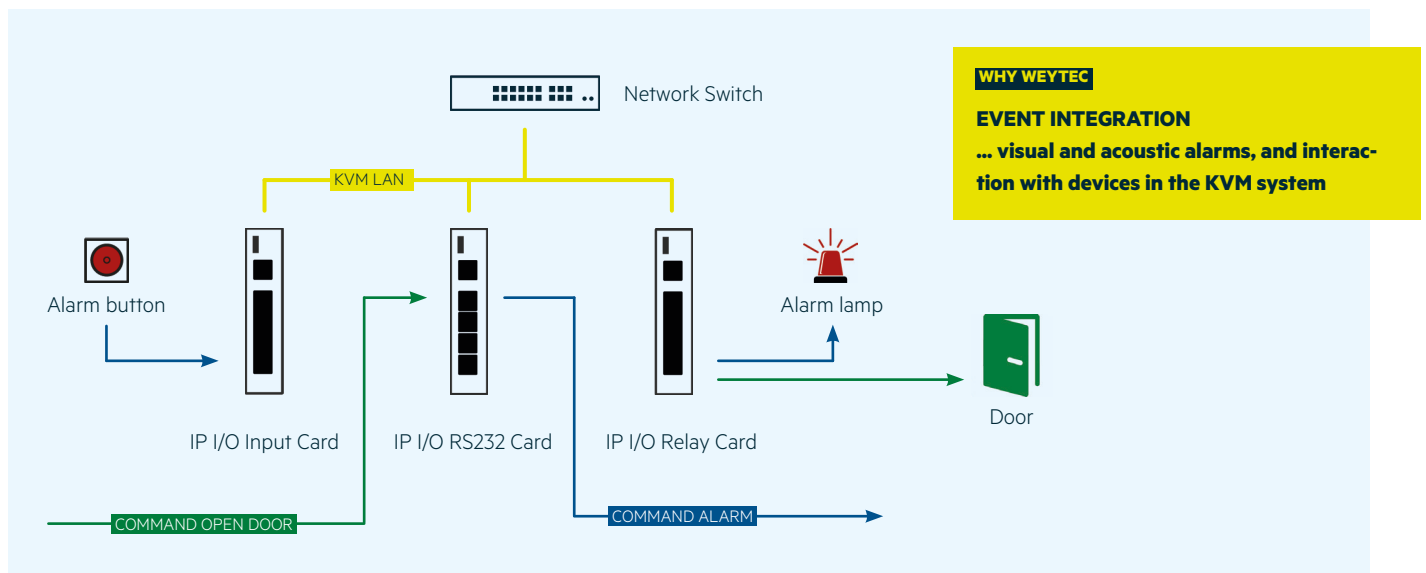 WHY WEYTEC
EVENT INTEGRATION
... visual and acoustic alarms, and interac-
tion with devices in the KVM system
Network Switch
KVM LAN
Alarm button
Alarm lamp
Door
IP I/O Input Card
IP I/O RS232 Card
IP I/O Relay Card
COMMAND OPEN DOOR
COMMAND ALARM